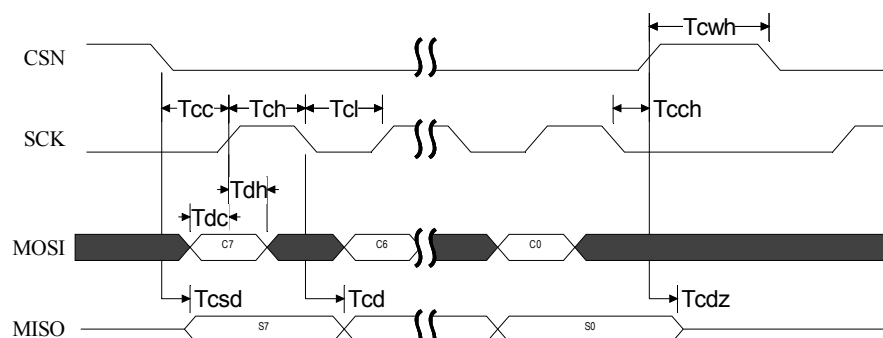 Tcwh
CSN
Tcc Tch Tcl Tcch
SCK
Tdh
Tdc
MOSI C7 C6 C0
Tcsd Tcd Tcdz
MISO S7 S0